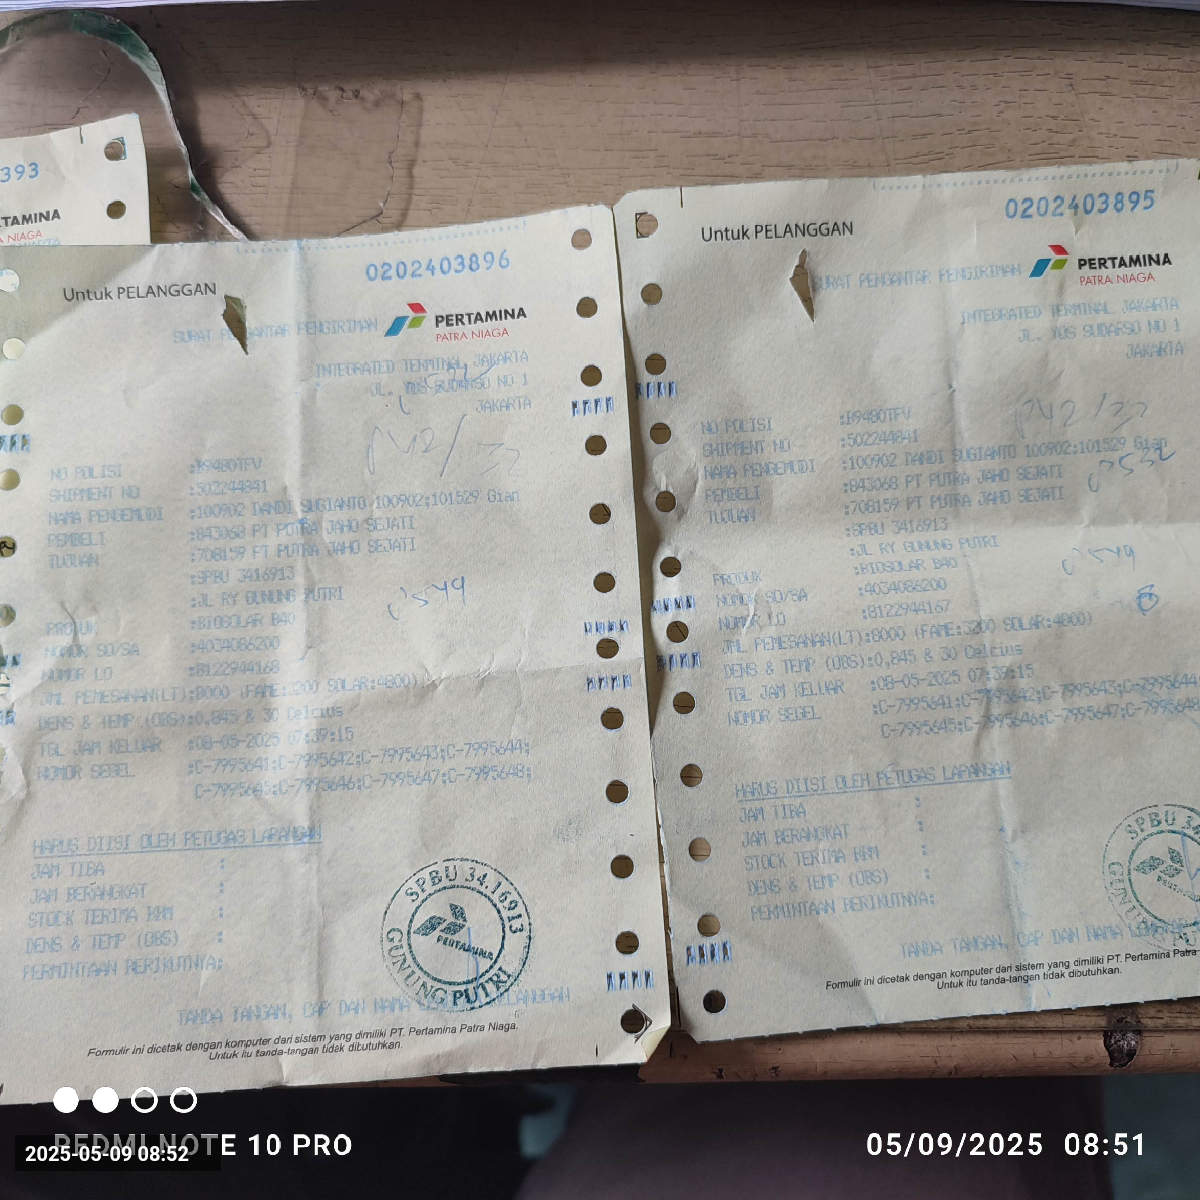 393
PERTAMINA
PATRA NIAGA
Untuk PELANGGAN
0202403896
SURAT PENGANTAR PENGIRIMAN
PERTAMINA
PATRA NIAGA
INTEGRATED TERMINAL JAKARTA
JL. YOS SUDARSO NO 1
JAKARTA
NO POLISI :B9480TFV
SHIPMENT NO :502244841
NAMA PENGEMUDI :100902 DANDI SUGIANTO 100902;101529 Gian
PEMBELI :843068 PT PUTRA JAHO SEJATI
TUJUAN :708159 PT PUTRA JAHO SEJATI
:SPBU 3416913
:JL RY GUNUNG PUTRI
PRODUK :BIOSOLAR B40
NOMOR SO/SA :4034086200
NOMOR LO :8122944168
JML PEMESANAN(LT):8000 (FAME:3200 SOLAR:4800)
DENS & TEMP (OBS):0,845 & 30 Celcius
TGL JAM KELUAR :08-05-2025 07:39:15
NOMOR SEGEL :C-7995641;C-7995642;C-7995643;C-7995644;
C-7995645;C-7995646;C-7995647;C-7995648;
0549
HARUS DIISI OLEH PETUGAS LAPANGAN
JAM TIBA :
JAM BERANGKAT :
STOCK TERIMA BBM :
DENS & TEMP (OBS) :
PERMINTAAN BERIKUTNYA:
SPBU 34.16913
PERTAMINA
GUNUNG PUTRI
TANDA TANGAN, CAP DAN NAMA PELANGGAN
Formulir ini dicetak dengan komputer dari sistem yang dimiliki PT. Pertamina Patra Niaga.
Untuk itu tanda-tangan tidak dibutuhkan.
Untuk PELANGGAN
0202403895
SURAT PENGANTAR PENGIRIMAN
PERTAMINA
PATRA NIAGA
INTEGRATED TERMINAL JAKARTA
JL. YOS SUDARSO NO 1
JAKARTA
NO POLISI :B9480TFV
SHIPMENT NO :502244841
NAMA PENGEMUDI :100902 DANDI SUGIANTO 100902;101529 Gian
PEMBELI :843068 PT PUTRA JAHO SEJATI
TUJUAN :708159 PT PUTRA JAHO SEJATI
:SPBU 3416913
:JL RY GUNUNG PUTRI
PRODUK :BIOSOLAR B40
NOMOR SO/SA :4034086200
NOMOR LO :8122944167
JML PEMESANAN(LT):8000 (FAME:3200 SOLAR:4800)
DENS & TEMP (OBS):0,845 & 30 Celcius
TGL JAM KELUAR :08-05-2025 07:39:15
NOMOR SEGEL :C-7995641;C-7995642;C-7995643;C-7995644
C-7995645;C-7995646;C-7995647;C-7995648
0532
0549
HARUS DIISI OLEH PETUGAS LAPANGAN
JAM TIBA :
JAM BERANGKAT :
STOCK TERIMA BBM :
DENS & TEMP (OBS) :
PERMINTAAN BERIKUTNYA:
SPBU 34.
GUNUNG
TANDA TANGAN, CAP DAN NAMA
Formulir ini dicetak dengan komputer dari sistem yang dimiliki PT. Pertamina Patra
Untuk itu tanda-tangan tidak dibutuhkan.
REDMI NOTE 10 PRO
2025-05-09 08:52
05/09/2025 08:51